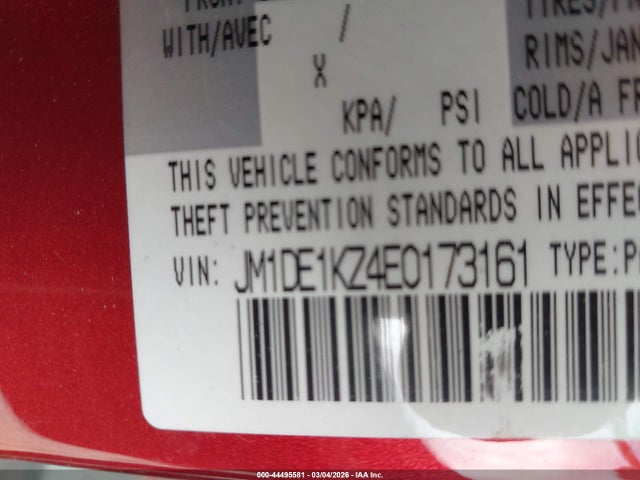 WITH/AVEC /
RIMS/JAN
X
KPA/ PSI COLD/A FR
THIS VEHICLE CONFORMS TO ALL APPLIC
THEFT PREVENTION STANDARDS IN EFFE
VIN: JM1DE1KZ4E0173161 TYPE:P
000-44495581 | 03/04/2026 | IAA Inc.